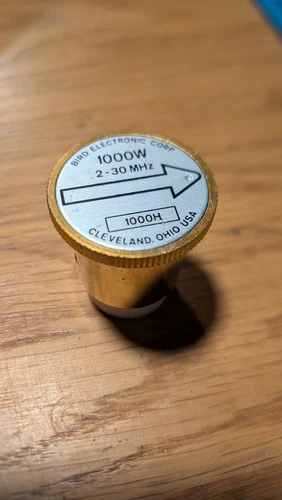 BIRD ELECTRONIC CORP
1000W
2-30 MHz
1000H
CLEVELAND, OHIO USA